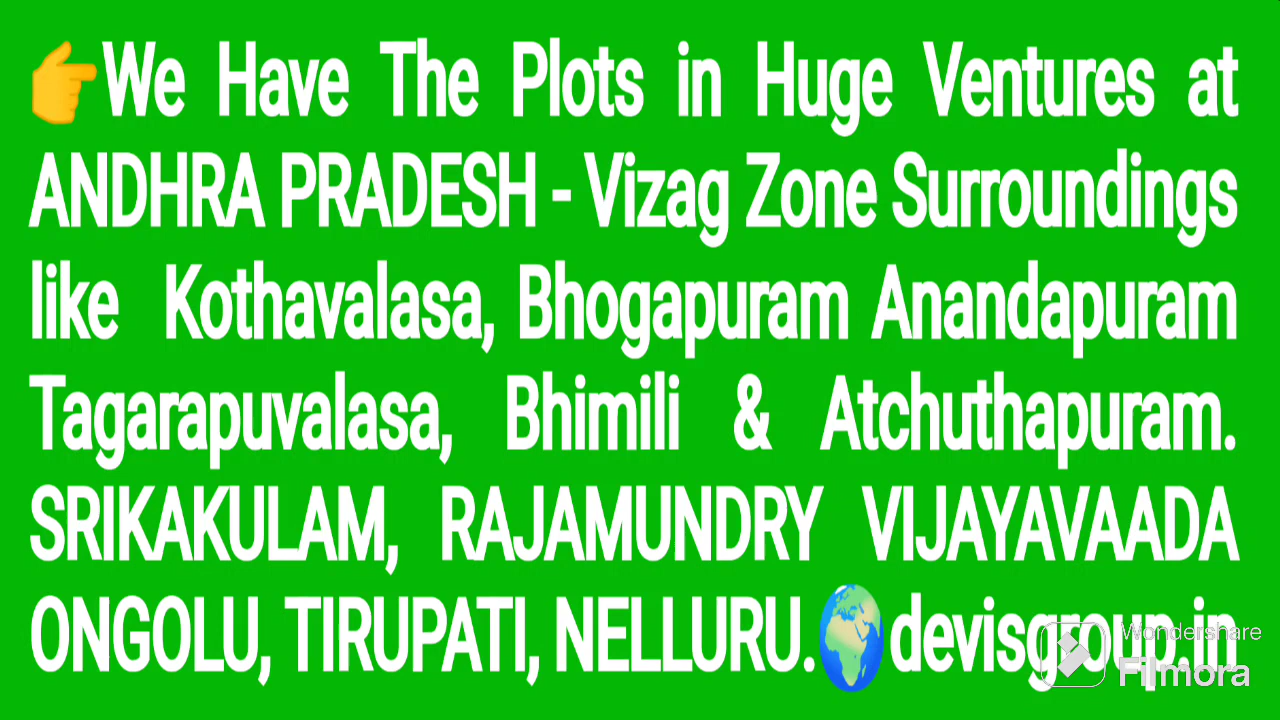 👉We Have The Plots in Huge Ventures at
ANDHRA PRADESH - Vizag Zone Surroundings
like Kothavalasa, Bhogapuram Anandapuram
Tagarapuvalasa, Bhimili & Atchuthapuram.
SRIKAKULAM, RAJAMUNDRY VIJAYAVAADA
ONGOLU, TIRUPATI, NELLURU.🌍devisgroup.in
Wondershare
Filmora